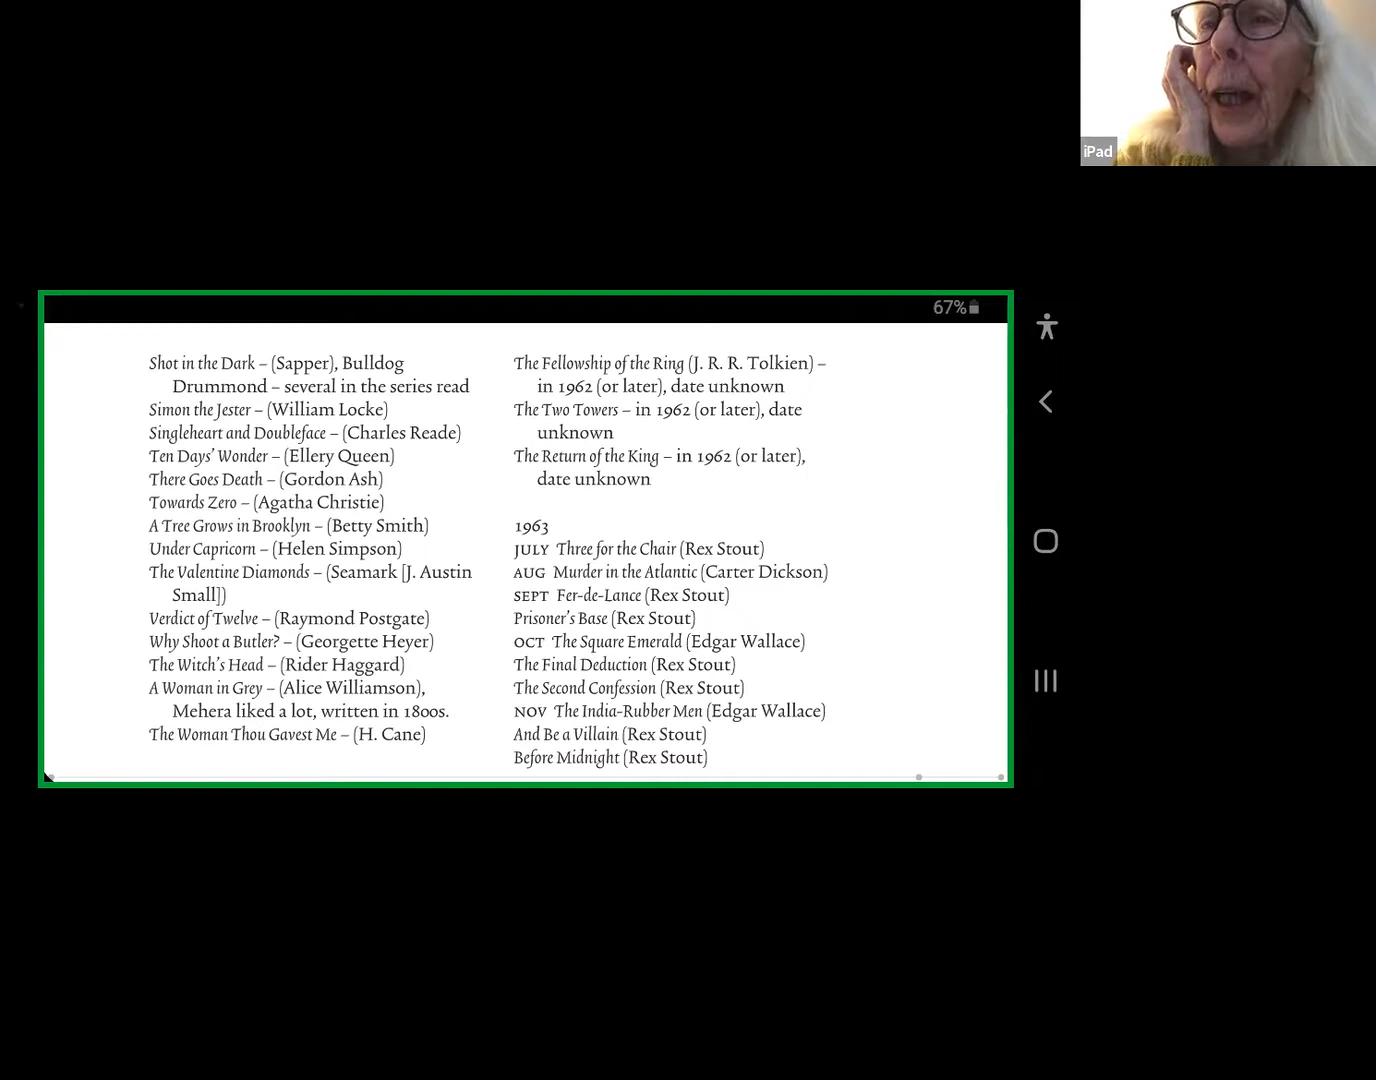 iPad
67%
Shot in the Dark – (Sapper), Bulldog
Drummond – several in the series read
Simon the Jester – (William Locke)
Singleheart and Doubleface – (Charles Reade)
Ten Days' Wonder – (Ellery Queen)
There Goes Death – (Gordon Ash)
Towards Zero – (Agatha Christie)
A Tree Grows in Brooklyn – (Betty Smith)
Under Capricorn – (Helen Simpson)
The Valentine Diamonds – (Seamark [J. Austin
Small])
Verdict of Twelve – (Raymond Postgate)
Why Shoot a Butler? – (Georgette Heyer)
The Witch's Head – (Rider Haggard)
A Woman in Grey – (Alice Williamson),
Mehera liked a lot, written in 1800s.
The Woman Thou Gavest Me – (H. Cane)
The Fellowship of the Ring (J. R. R. Tolkien) –
in 1962 (or later), date unknown
The Two Towers – in 1962 (or later), date
unknown
The Return of the King – in 1962 (or later),
date unknown
1963
JULY Three for the Chair (Rex Stout)
AUG Murder in the Atlantic (Carter Dickson)
SEPT Fer-de-Lance (Rex Stout)
Prisoner's Base (Rex Stout)
OCT The Square Emerald (Edgar Wallace)
The Final Deduction (Rex Stout)
The Second Confession (Rex Stout)
NOV The India-Rubber Men (Edgar Wallace)
And Be a Villain (Rex Stout)
Before Midnight (Rex Stout)